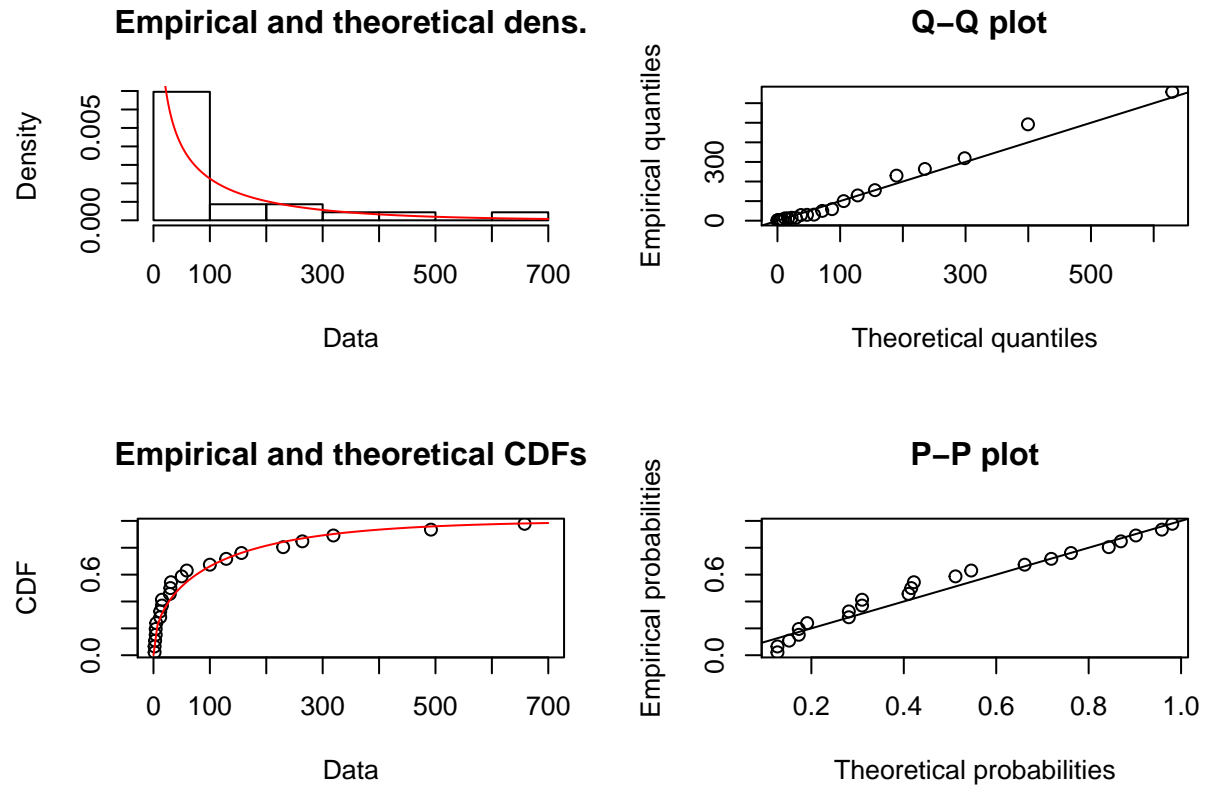 Empirical and theoretical dens.
Density
0.000 0.005
0 100 300 500 700
Data
Q−Q plot
Empirical quantiles
0 300
0 100 300 500
Theoretical quantiles
Empirical and theoretical CDFs
CDF
0.0 0.6
0 100 300 500 700
Data
P−P plot
Empirical probabilities
0.0 0.6
0.2 0.4 0.6 0.8 1.0
Theoretical probabilities